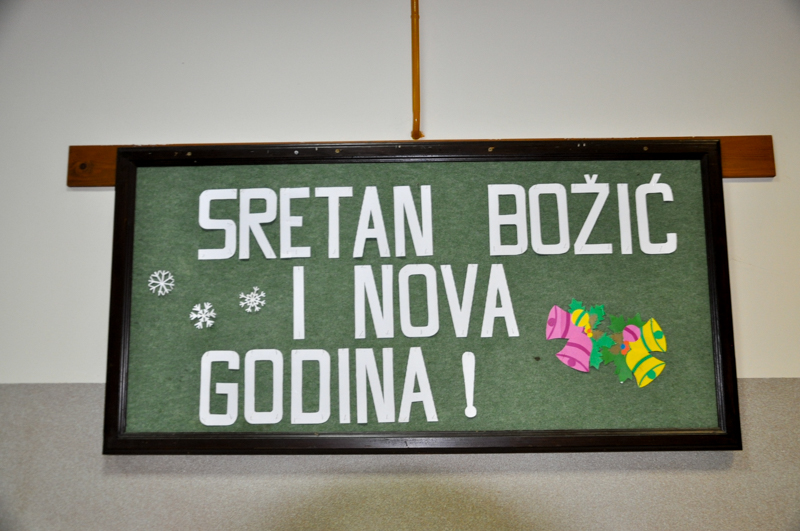 SRETAN BOŽIĆ
I NOVA
GODINA!